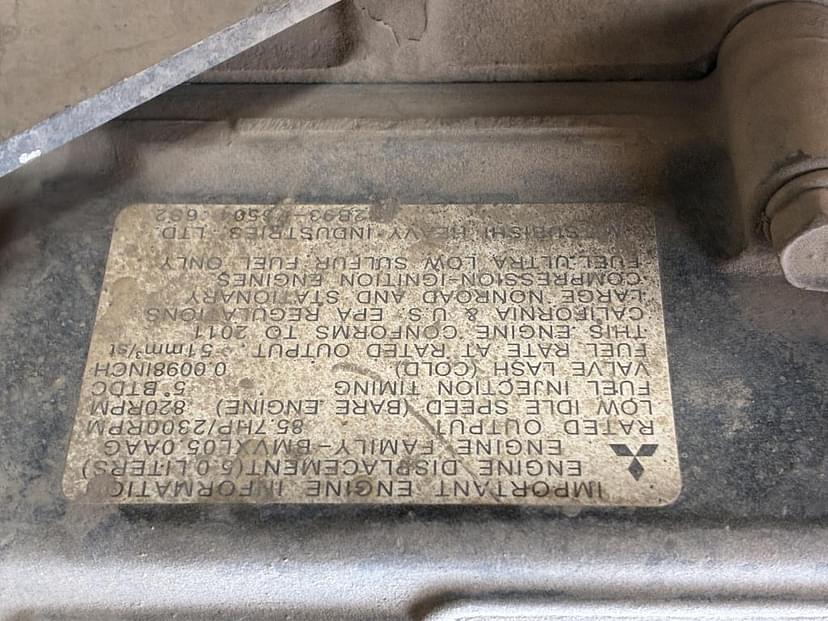 IMPORTANT ENGINE INFORMATION
ENGINE DISPLACEMENT(5.0 LITERS)
ENGINE FAMILY-BMVXL05.0AAG
RATED OUTPUT 85.7HP/2300RPM
LOW IDLE SPEED (BARE ENGINE) 820RPM
FUEL INJECTION TIMING 5° BTDC
VALVE LASH (COLD) 0.0098INCH
FUEL RATE AT RATED OUTPUT 51mm³/st
THIS ENGINE CONFORMS TO 2011
CALIFORNIA & U.S. EPA REGULATIONS
LARGE NONROAD AND STATIONARY
COMPRESSION-IGNITION ENGINES
FUEL:ULTRA LOW SULFUR FUEL ONLY
MITSUBISHI HEAVY INDUSTRIES LTD.